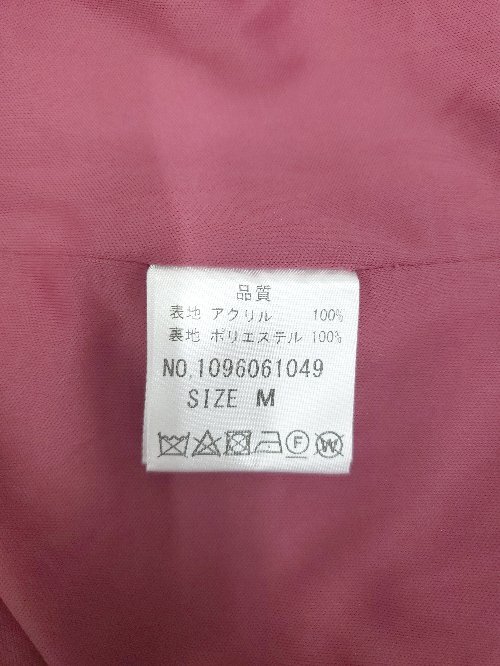 品質
表地 アクリル 100%
裏地 ポリエステル 100%
NO,1096061049
SIZE M
F W